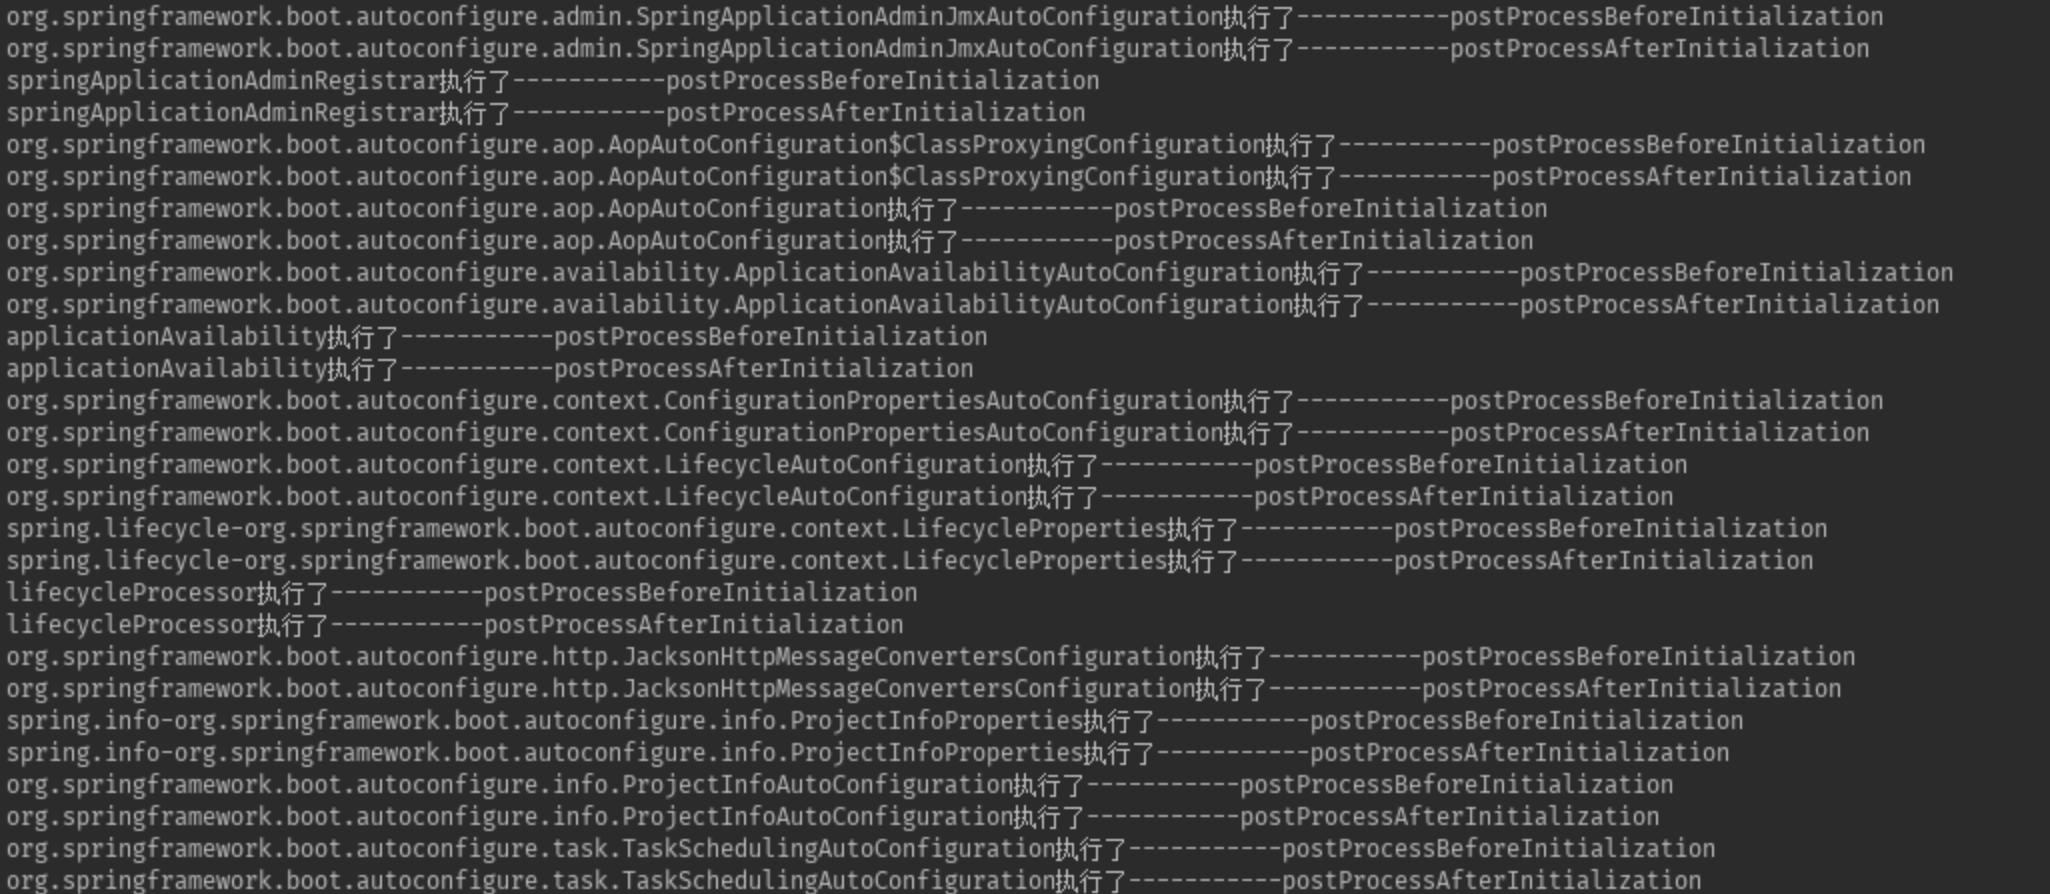 org.springframework.boot.autoconfigure.admin.SpringApplicationAdminJmxAutoConfiguration执行了-----------postProcessBeforeInitialization
org.springframework.boot.autoconfigure.admin.SpringApplicationAdminJmxAutoConfiguration执行了-----------postProcessAfterInitialization
springApplicationAdminRegistrar执行了-----------postProcessBeforeInitialization
springApplicationAdminRegistrar执行了-----------postProcessAfterInitialization
org.springframework.boot.autoconfigure.aop.AopAutoConfiguration$ClassProxyingConfiguration执行了-----------postProcessBeforeInitialization
org.springframework.boot.autoconfigure.aop.AopAutoConfiguration$ClassProxyingConfiguration执行了-----------postProcessAfterInitialization
org.springframework.boot.autoconfigure.aop.AopAutoConfiguration执行了-----------postProcessBeforeInitialization
org.springframework.boot.autoconfigure.aop.AopAutoConfiguration执行了-----------postProcessAfterInitialization
org.springframework.boot.autoconfigure.availability.ApplicationAvailabilityAutoConfiguration执行了-----------postProcessBeforeInitialization
org.springframework.boot.autoconfigure.availability.ApplicationAvailabilityAutoConfiguration执行了-----------postProcessAfterInitialization
applicationAvailability执行了-----------postProcessBeforeInitialization
applicationAvailability执行了-----------postProcessAfterInitialization
org.springframework.boot.autoconfigure.context.ConfigurationPropertiesAutoConfiguration执行了-----------postProcessBeforeInitialization
org.springframework.boot.autoconfigure.context.ConfigurationPropertiesAutoConfiguration执行了-----------postProcessAfterInitialization
org.springframework.boot.autoconfigure.context.LifecycleAutoConfiguration执行了-----------postProcessBeforeInitialization
org.springframework.boot.autoconfigure.context.LifecycleAutoConfiguration执行了-----------postProcessAfterInitialization
spring.lifecycle-org.springframework.boot.autoconfigure.context.LifecycleProperties执行了-----------postProcessBeforeInitialization
spring.lifecycle-org.springframework.boot.autoconfigure.context.LifecycleProperties执行了-----------postProcessAfterInitialization
lifecycleProcessor执行了-----------postProcessBeforeInitialization
lifecycleProcessor执行了-----------postProcessAfterInitialization
org.springframework.boot.autoconfigure.http.JacksonHttpMessageConvertersConfiguration执行了-----------postProcessBeforeInitialization
org.springframework.boot.autoconfigure.http.JacksonHttpMessageConvertersConfiguration执行了-----------postProcessAfterInitialization
spring.info-org.springframework.boot.autoconfigure.info.ProjectInfoProperties执行了-----------postProcessBeforeInitialization
spring.info-org.springframework.boot.autoconfigure.info.ProjectInfoProperties执行了-----------postProcessAfterInitialization
org.springframework.boot.autoconfigure.info.ProjectInfoAutoConfiguration执行了-----------postProcessBeforeInitialization
org.springframework.boot.autoconfigure.info.ProjectInfoAutoConfiguration执行了-----------postProcessAfterInitialization
org.springframework.boot.autoconfigure.task.TaskSchedulingAutoConfiguration执行了-----------postProcessBeforeInitialization
org.springframework.boot.autoconfigure.task.TaskSchedulingAutoConfiguration执行了-----------postProcessAfterInitialization